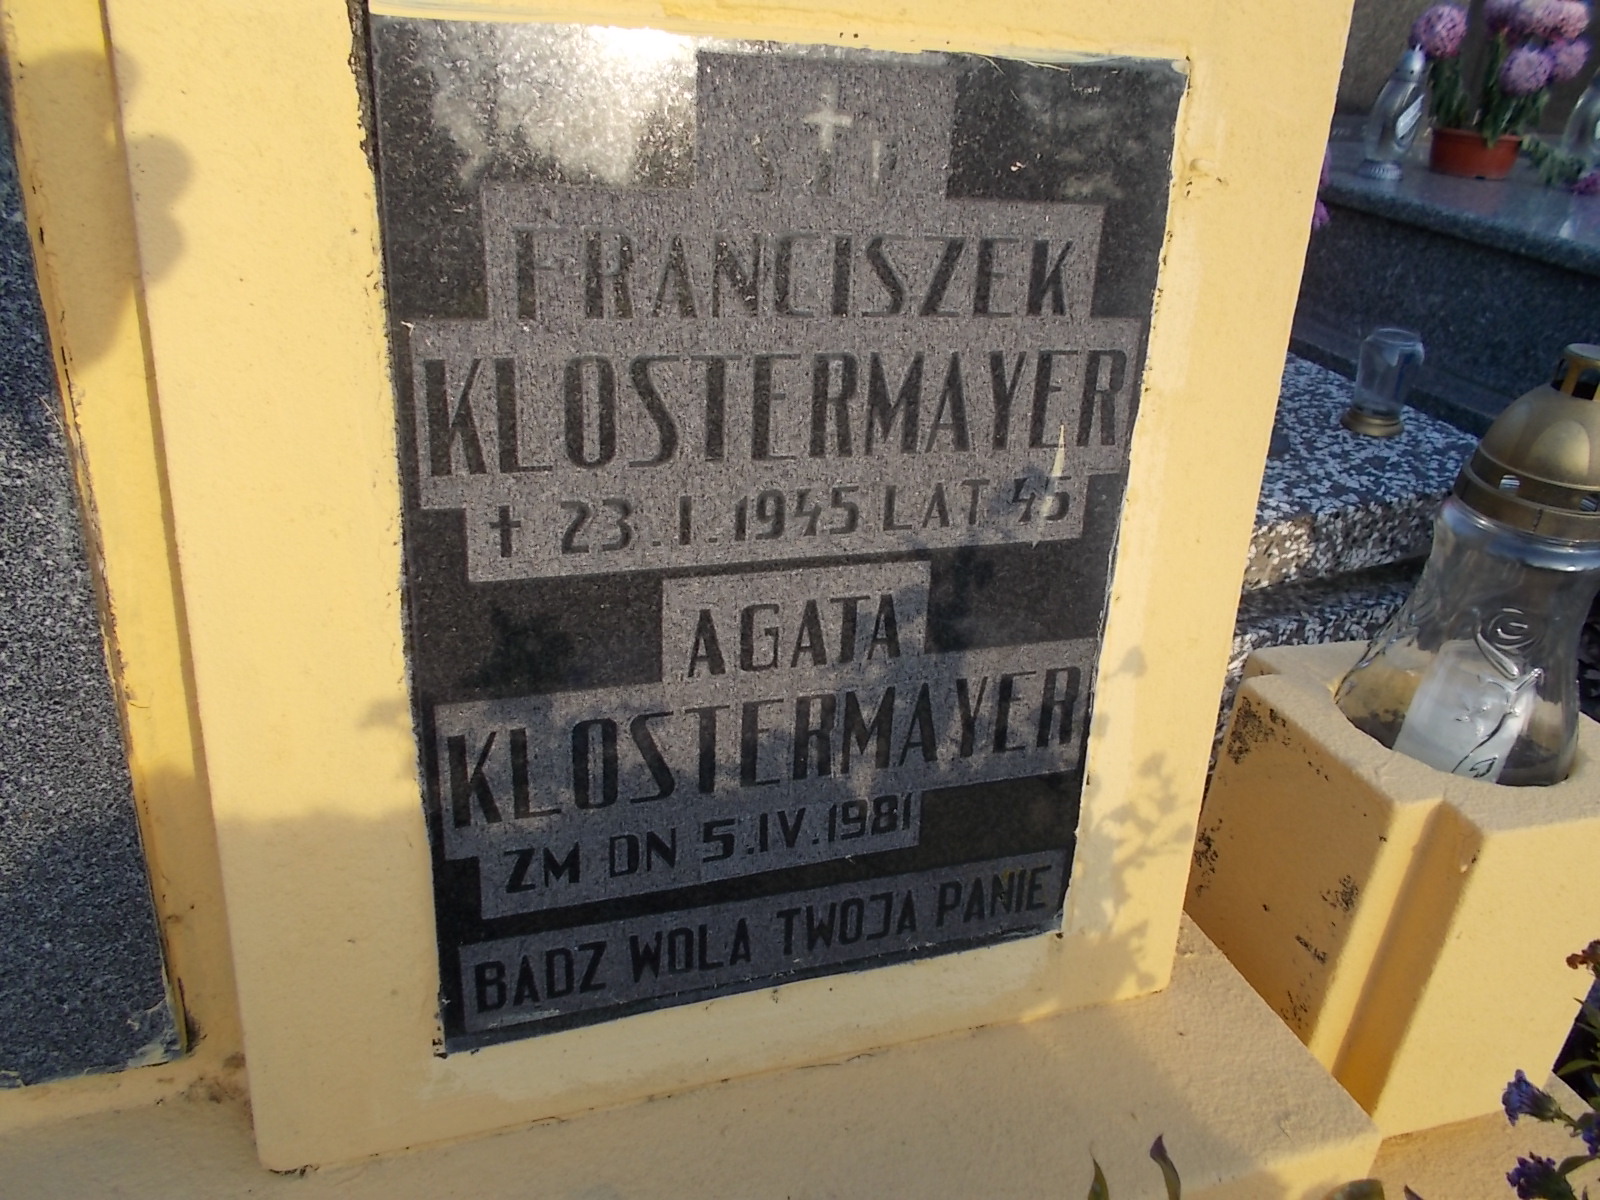 Ś. † P
FRANCISZEK
KLOSTERMAYER
† 23.I.1945 LAT 45
AGATA
KLOSTERMAYER
ZM DN 5.IV.1981
BADZ WOLA TWOJA PANIE